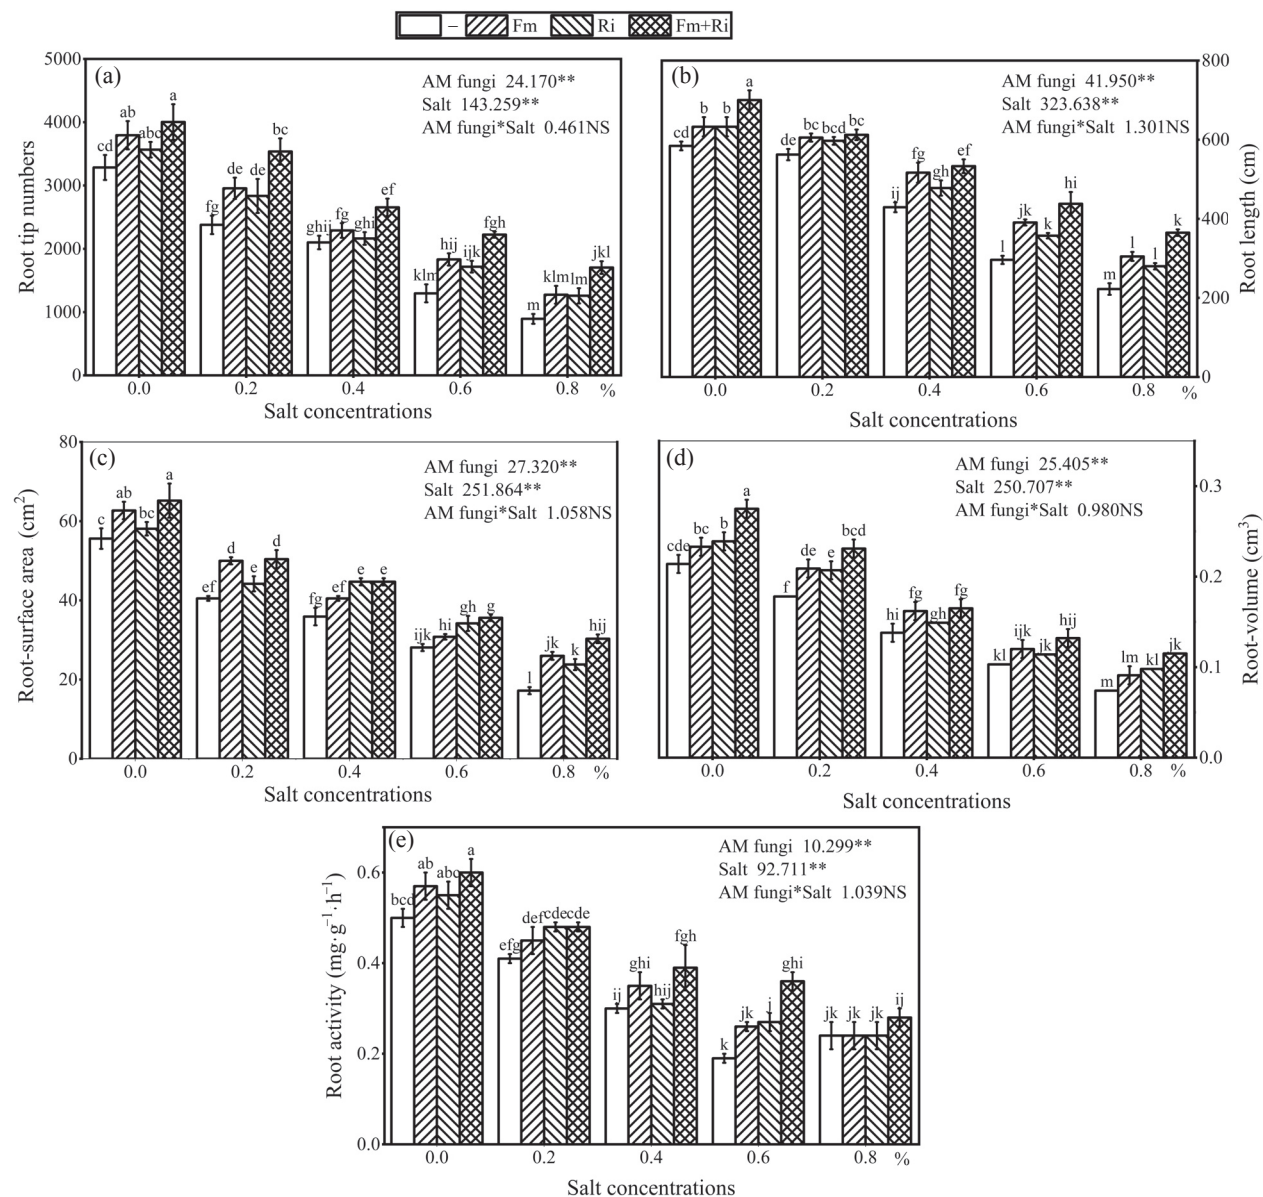 – Fm Ri Fm+Ri
(a)
AM fungi 24.170**
Salt 143.259**
AM fungi*Salt 0.461NS
Root tip numbers
5000
4000
3000
2000
1000
0
cd ab abc a
fg de de bc
ghij fg ghi ef
klm hij ijk fgh
m klm lm jkl
0.0 0.2 0.4 0.6 0.8 %
Salt concentrations
(b)
AM fungi 41.950**
Salt 323.638**
AM fungi*Salt 1.301NS
Root length (cm)
800
600
400
200
0
cd b b a
de bc bcd bc
ij fg gh ef
l jk k hi
m l l k
0.0 0.2 0.4 0.6 0.8 %
Salt concentrations
(c)
AM fungi 27.320**
Salt 251.864**
AM fungi*Salt 1.058NS
Root-surface area (cm²)
80
60
40
20
0
c ab bc a
ef d e d
fg ef e e
ijk hi gh g
l jk k hij
0.0 0.2 0.4 0.6 0.8 %
Salt concentrations
(d)
AM fungi 25.405**
Salt 250.707**
AM fungi*Salt 0.980NS
Root-volume (cm³)
0.3
0.2
0.1
0.0
cde bc b a
f de e bcd
hi fg gh fg
kl ijk jk hij
m lm kl jk
0.0 0.2 0.4 0.6 0.8 %
Salt concentrations
(e)
AM fungi 10.299**
Salt 92.711**
AM fungi*Salt 1.039NS
Root activity (mg·g⁻¹·h⁻¹)
0.6
0.4
0.2
0.0
bcd ab abc a
efg def cde cde
ij ghi hij fgh
k jk j ghi
jk jk jk ij
0.0 0.2 0.4 0.6 0.8 %
Salt concentrations